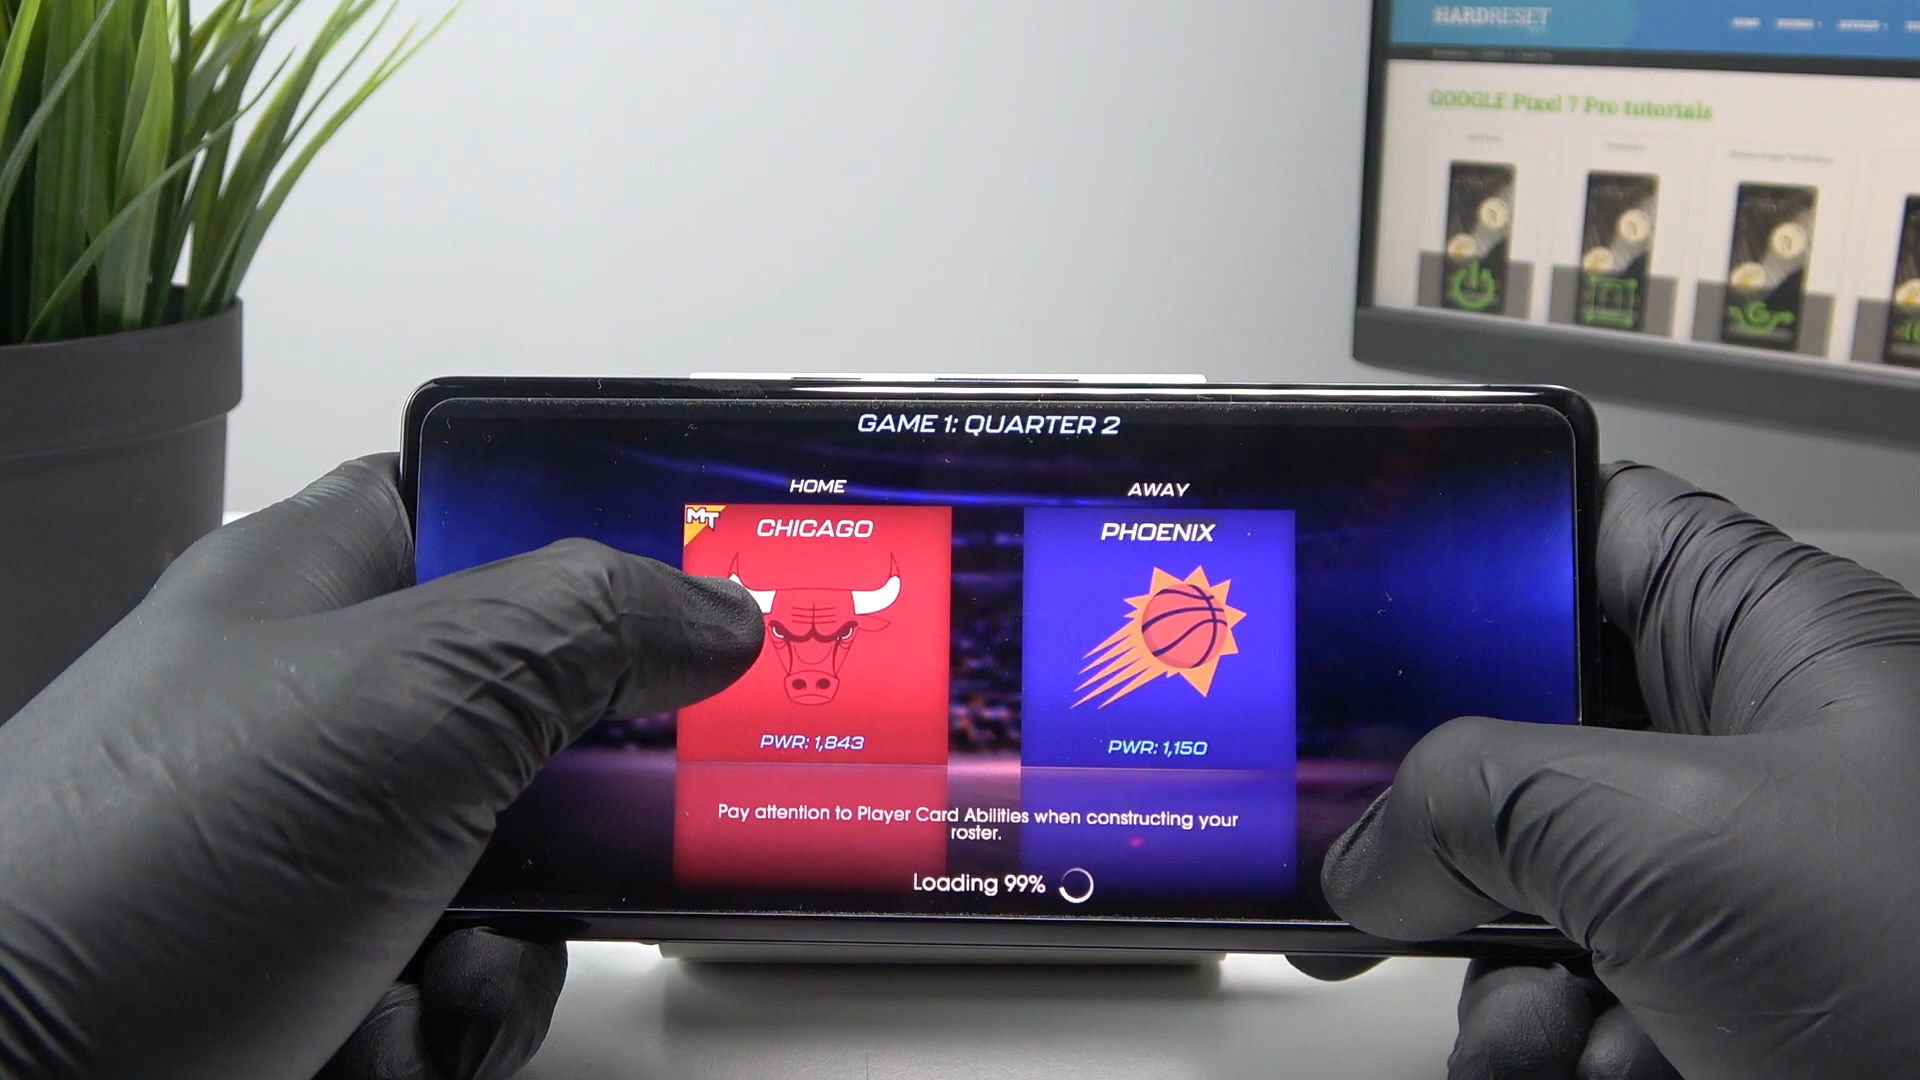 HARDRESET
GOOGLE Pixel 7 Pro tutorials
GAME 1: QUARTER 2
HOME
AWAY
MT
CHICAGO
PHOENIX
PWR: 1,843
PWR: 1,150
Pay attention to Player Card Abilities when constructing your
roster.
Loading 99%